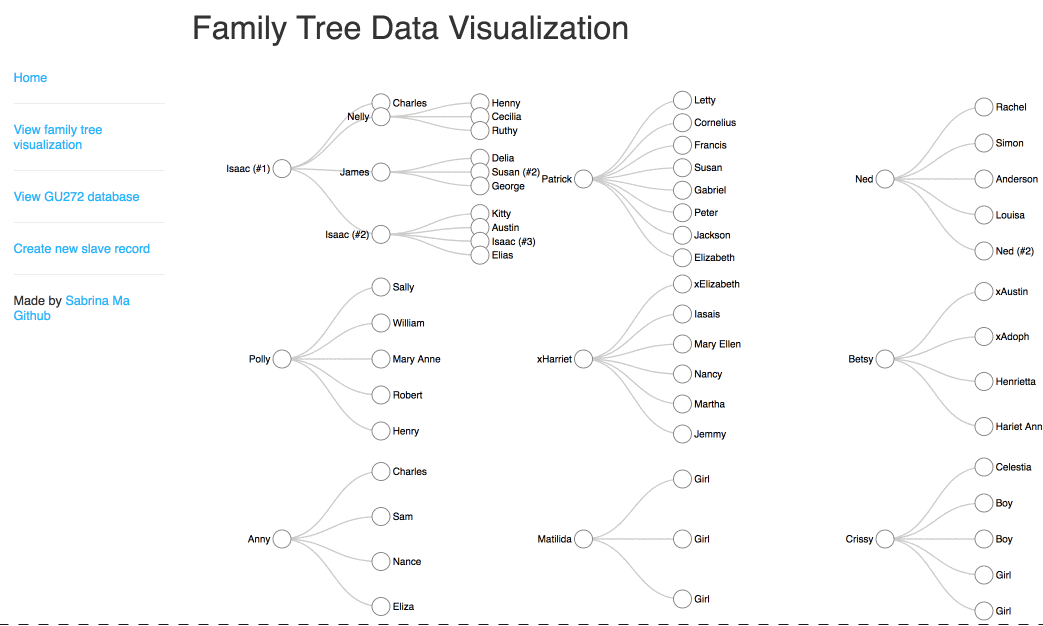 Family Tree Data Visualization
Home
View family tree
visualization
View GU272 database
Create new slave record
Made by Sabrina Ma
Github
Isaac (#1)
Charles
Nelly
Henny
Cecilia
Ruthy
James
Delia
Susan (#2)
George
Isaac (#2)
Kitty
Austin
Isaac (#3)
Elias
Patrick
Letty
Cornelius
Francis
Susan
Gabriel
Peter
Jackson
Elizabeth
Ned
Rachel
Simon
Anderson
Louisa
Ned (#2)
Polly
Sally
William
Mary Anne
Robert
Henry
xHarriet
xElizabeth
Iasais
Mary Ellen
Nancy
Martha
Jemmy
Betsy
xAustin
xAdoph
Henrietta
Hariet Ann
Anny
Charles
Sam
Nance
Eliza
Matilida
Girl
Girl
Girl
Crissy
Celestia
Boy
Boy
Girl
Girl